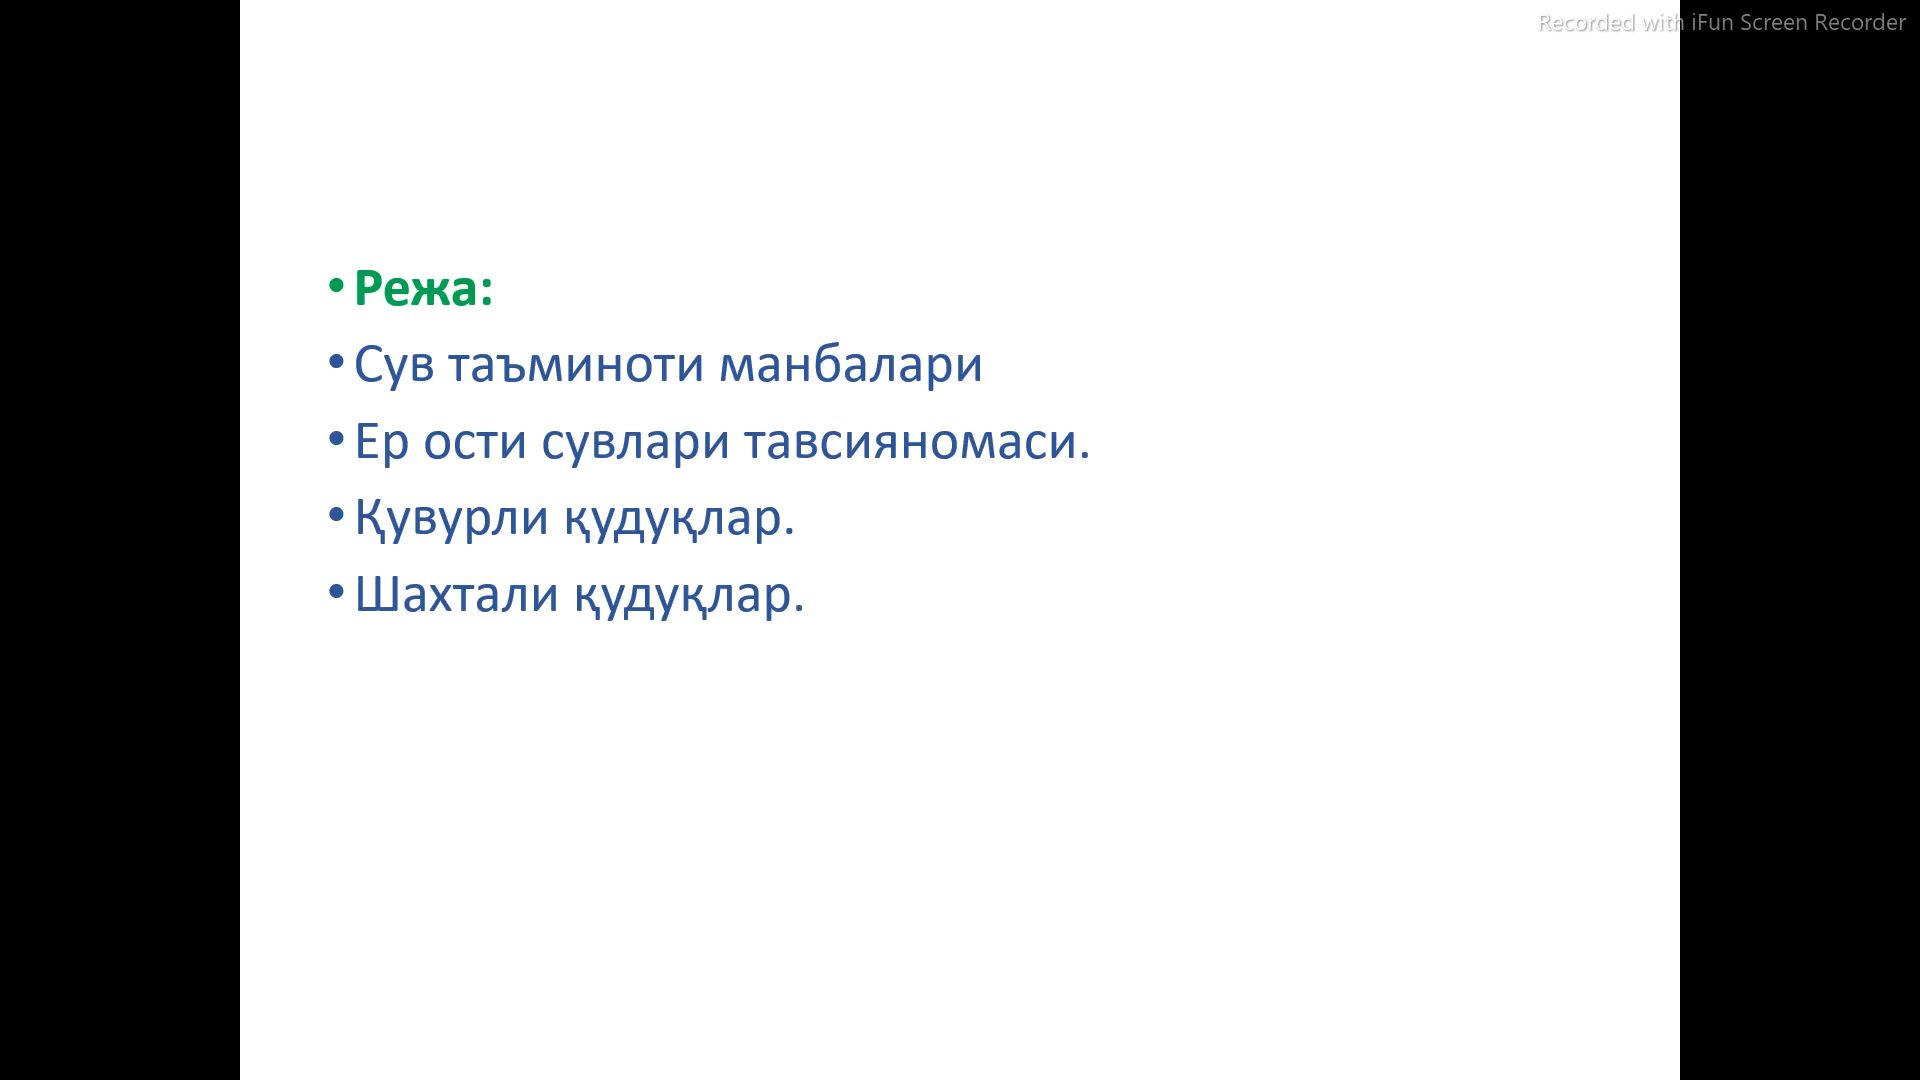 Recorded with iFun Screen Recorder
• Режа:
• Сув таъминоти манбалари
• Ер ости сувлари тавсияномаси.
• Қувурли қудуқлар.
• Шахтали қудуқлар.